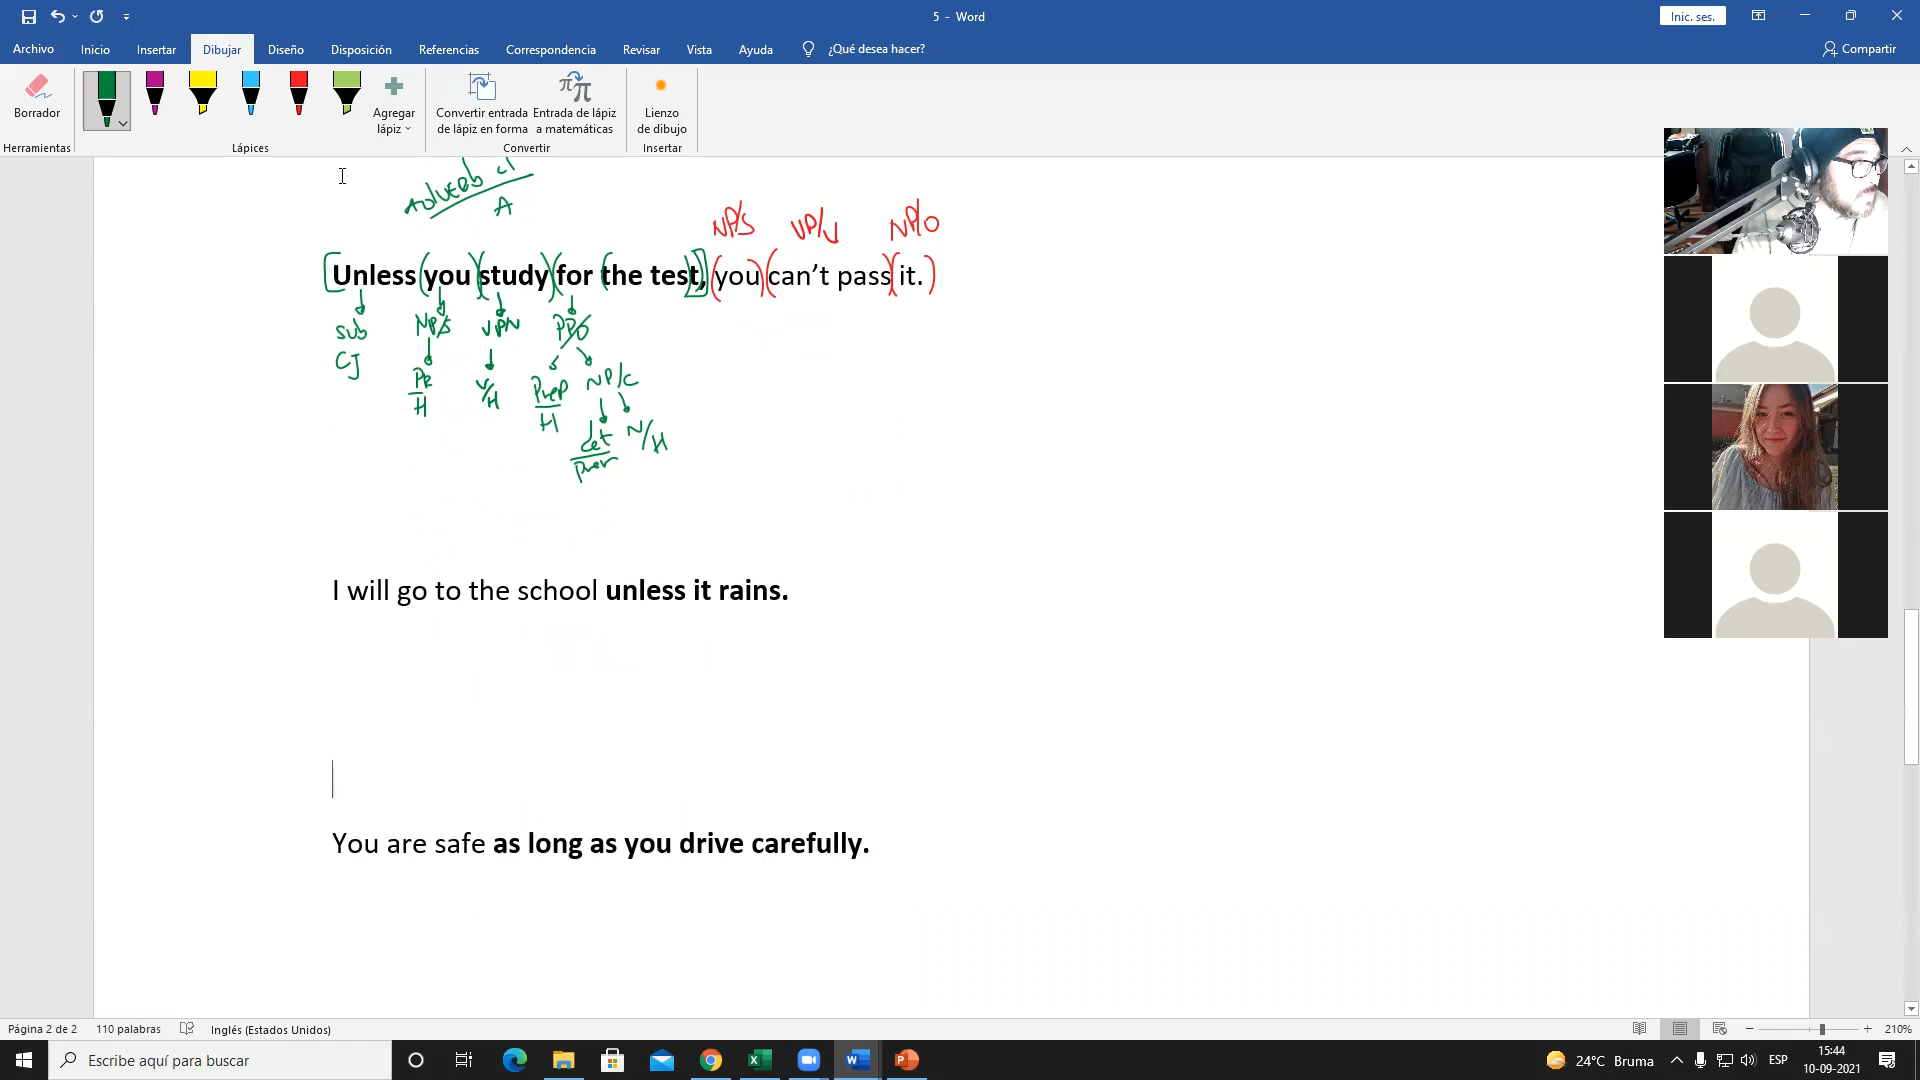 5 - Word
Inic. ses.
Archivo Inicio Insertar Dibujar Diseño Disposición Referencias Correspondencia Revisar Vista Ayuda ¿Qué desea hacer? Compartir
Borrador
Agregar lápiz
Convertir entrada de lápiz en forma
Entrada de lápiz a matemáticas
Lienzo de dibujo
Herramientas Lápices Convertir Insertar
A
NP/S VP/V NP/O
Unless you study for the test, you can't pass it.
sub NP/S VP/V PP/O
CJ
PR/H V/H Prep/H NP/C
det N/H
I will go to the school unless it rains.
You are safe as long as you drive carefully.
Página 2 de 2 110 palabras Inglés (Estados Unidos) 210%
Escribe aquí para buscar
24°C Bruma
ESP
15:44
10-09-2021